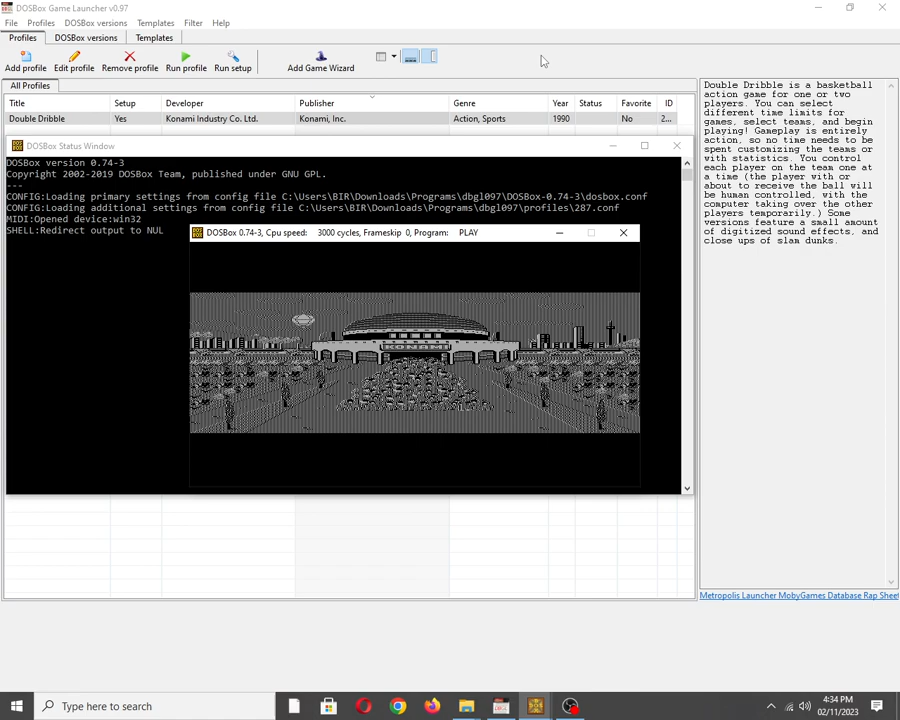 DOSBox Game Launcher v0.97
File Profiles DOSBox versions Templates Filter Help
Profiles DOSBox versions Templates
Add profile Edit profile Remove profile Run profile Run setup Add Game Wizard
All Profiles
Title Setup Developer Publisher Genre Year Status Favorite ID
Double Dribble Yes Konami Industry Co. Ltd. Konami, Inc. Action, Sports 1990 No 2...
Double Dribble is a basketball
action game for one or two
players. You can select
different time limits for
games, select teams, and begin
playing! Gameplay is entirely
action, so no time needs to be
spent customizing the teams or
with statistics. You control
each player on the team one at
a time (the player with or
about to receive the ball will
be human controlled, with the
computer taking over the other
players temporarily.) Some
versions feature a small amount
of digitized sound effects, and
close ups of slam dunks.
DOSBox Status Window
DOSBox version 0.74-3
Copyright 2002-2019 DOSBox Team, published under GNU GPL.
---
CONFIG:Loading primary settings from config file C:\Users\BIR\Downloads\Programs\dbgl097\DOSBox-0.74-3\dosbox.conf
CONFIG:Loading additional settings from config file C:\Users\BIR\Downloads\Programs\dbgl097\profiles\287.conf
MIDI:Opened device:win32
SHELL:Redirect output to NUL
DOSBox 0.74-3, Cpu speed: 3000 cycles, Frameskip 0, Program: PLAY
KONAMI
Metropolis Launcher MobyGames Database Rap Sheet
Type here to search
4:34 PM
02/11/2023